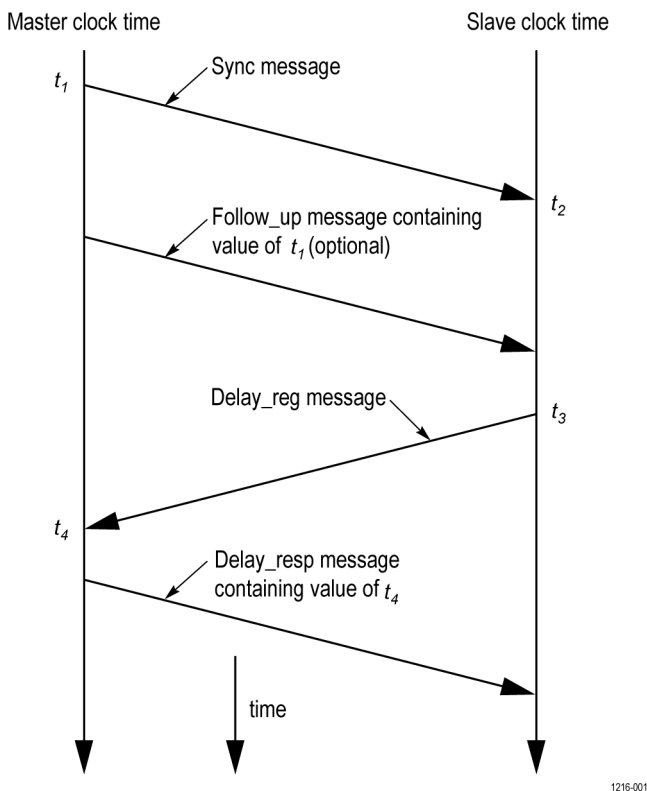 Master clock time
Slave clock time
t1
Sync message
t2
Follow_up message containing
value of t1 (optional)
Delay_reg message
t3
t4
Delay_resp message
containing value of t4
time
1216-001